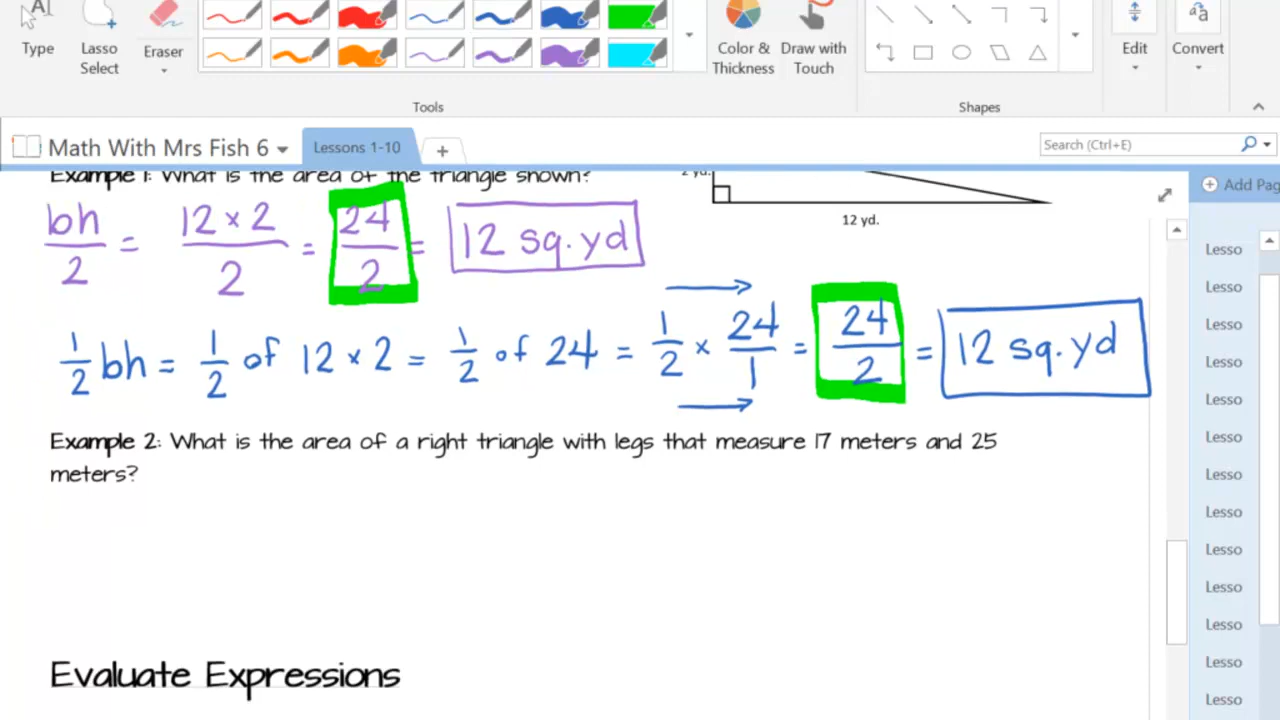 Type
Lasso Select
Eraser
Color & Thickness
Draw with Touch
Edit
Convert
Tools
Shapes
Math With Mrs Fish 6
Lessons 1-10
+
Search (Ctrl+E)
Add Pag
Example 1: What is the area of the triangle shown?
2 yd.
12 yd.
bh/2 = 12 × 2/2 = 24/2 = 12 sq. yd
1/2 bh = 1/2 of 12 × 2 = 1/2 of 24 = 1/2 × 24/1 = 24/2 = 12 sq. yd
Example 2: What is the area of a right triangle with legs that measure 17 meters and 25
meters?
Evaluate Expressions
Lesso
Lesso
Lesso
Lesso
Lesso
Lesso
Lesso
Lesso
Lesso
Lesso
Lesso
Lesso
Lesso